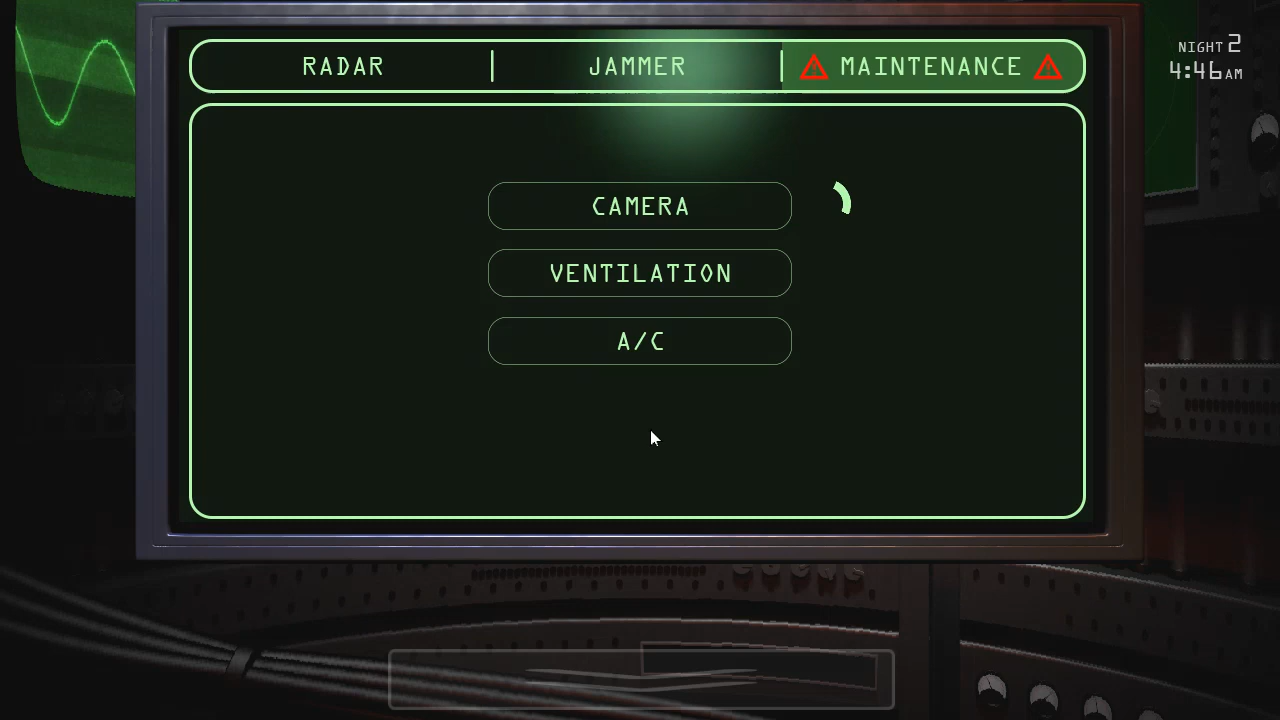 RADAR
JAMMER
MAINTENANCE
NIGHT 2
4:46AM
CAMERA
VENTILATION
A/C